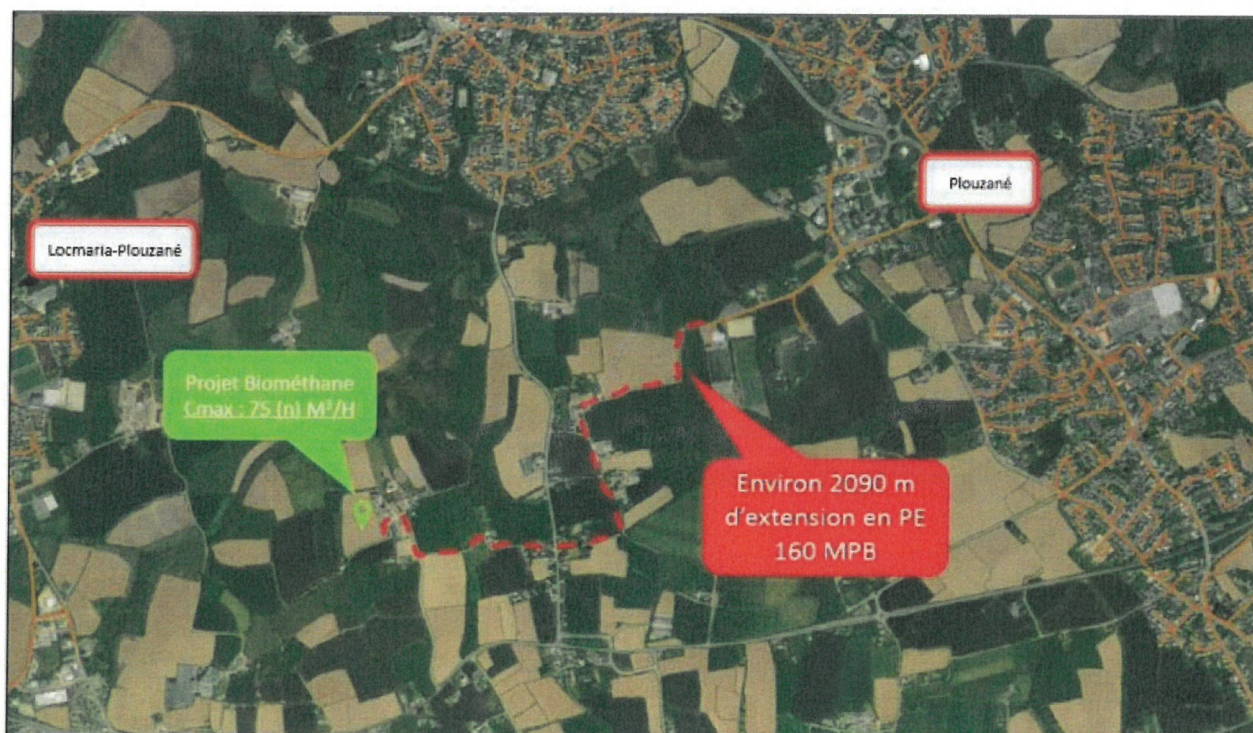 Plouzané
Locmaria-Plouzané
Projet Biométhane
Cmax : 75 (n) M³/H
Environ 2090 m
d'extension en PE
160 MPB